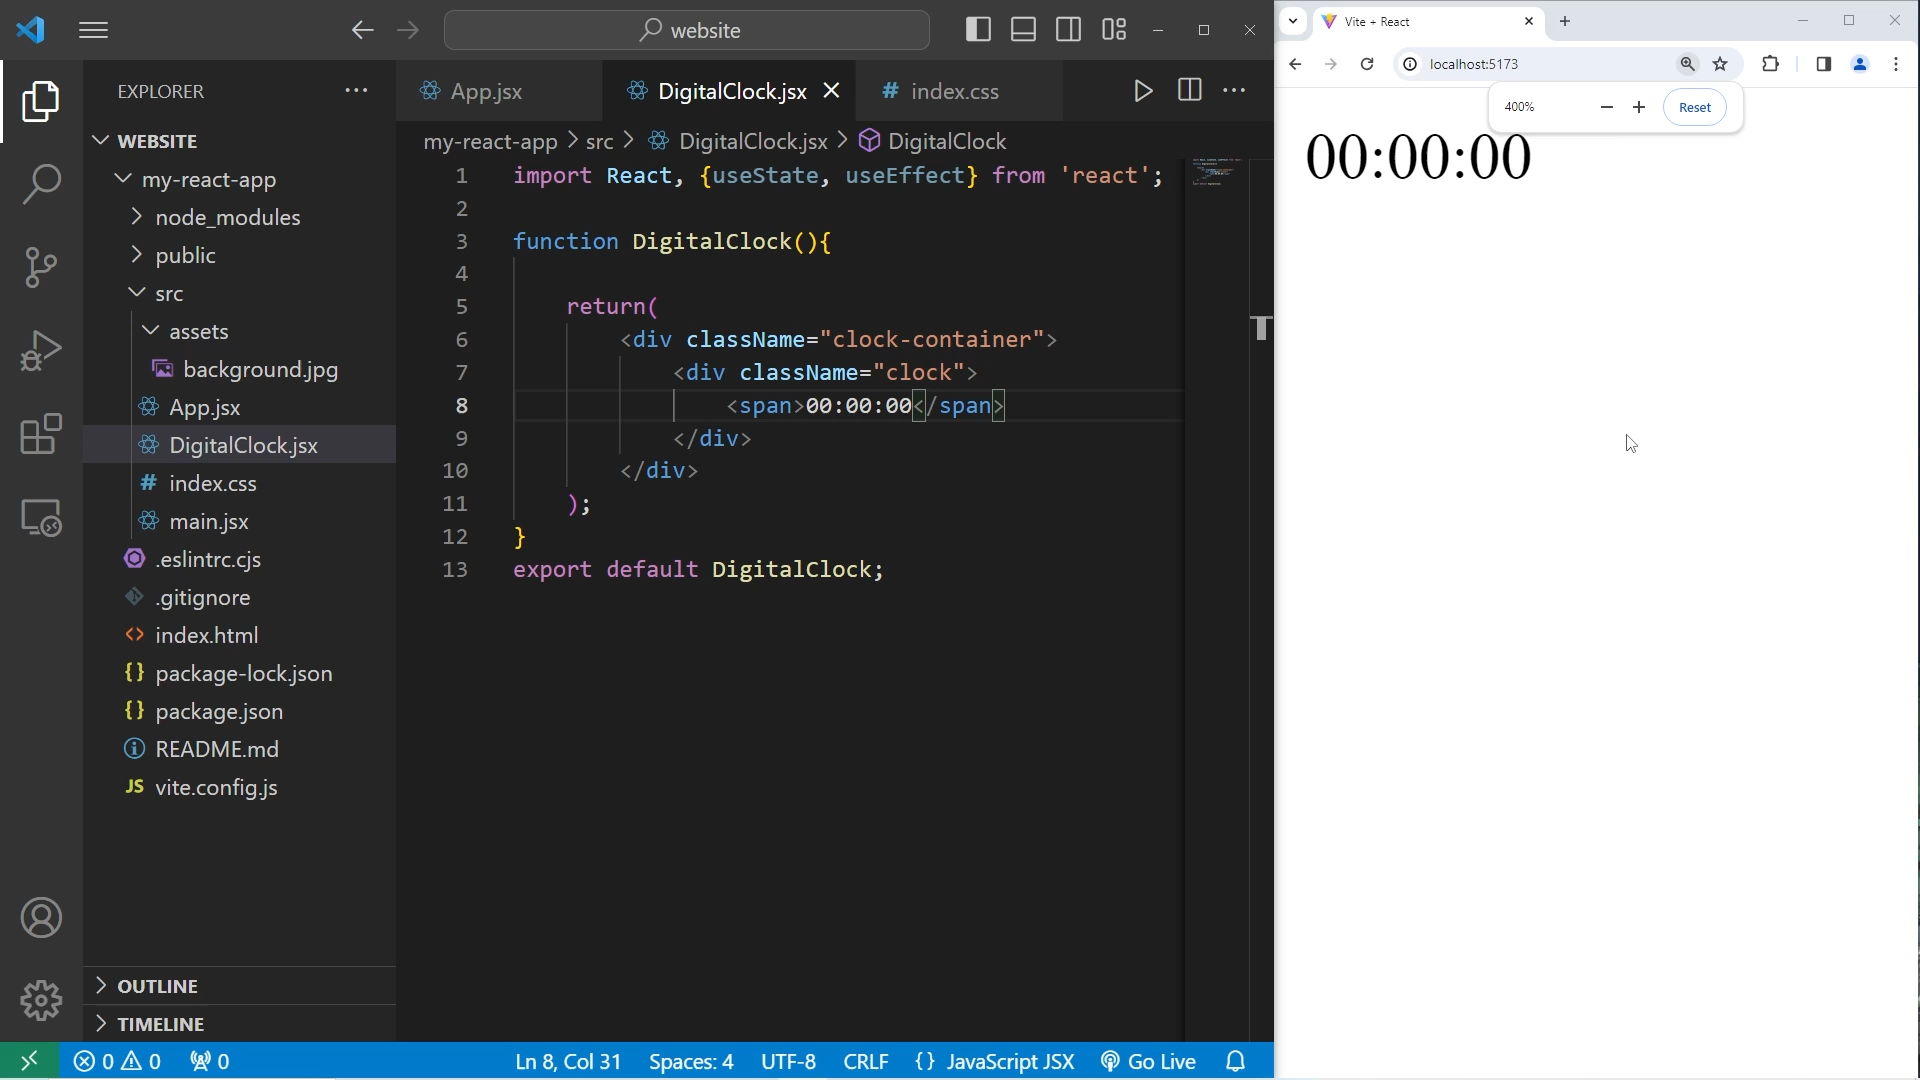 website
EXPLORER
WEBSITE
my-react-app
node_modules
public
src
assets
background.jpg
App.jsx
DigitalClock.jsx
index.css
main.jsx
.eslintrc.cjs
.gitignore
index.html
package-lock.json
package.json
README.md
JS vite.config.js
OUTLINE
TIMELINE
App.jsx
DigitalClock.jsx
# index.css
my-react-app > src > DigitalClock.jsx > DigitalClock
1 import React, {useState, useEffect} from 'react';
2
3 function DigitalClock(){
4
5 return(
6 <div className="clock-container">
7 <div className="clock">
8 <span>00:00:00</span>
9 </div>
10 </div>
11 );
12 }
13 export default DigitalClock;
0 0 0
Ln 8, Col 31 Spaces: 4 UTF-8 CRLF {} JavaScript JSX Go Live
Vite + React
localhost:5173
400% Reset
00:00:00